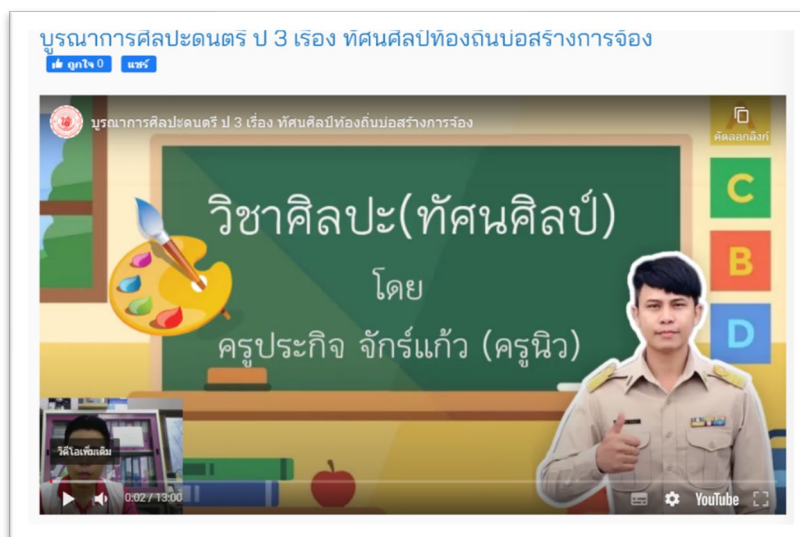 บูรณาการศิลปะดนตรี ป 3 เรื่อง ทัศนศิลป์ท้องถิ่นบ่อสร้างการจ้อง
ถูกใจ 0
แชร์
บูรณาการศิลปะดนตรี ป 3 เรื่อง ทัศนศิลป์ท้องถิ่นบ่อสร้างการจ้อง
คัดลอกลิงก์
C
B
D
วิชาศิลปะ(ทัศนศิลป์)
โดย
ครูประกิจ จักร์แก้ว (ครูนิว)
วิดีโอเพิ่มเติม
0:02 / 13:00
YouTube